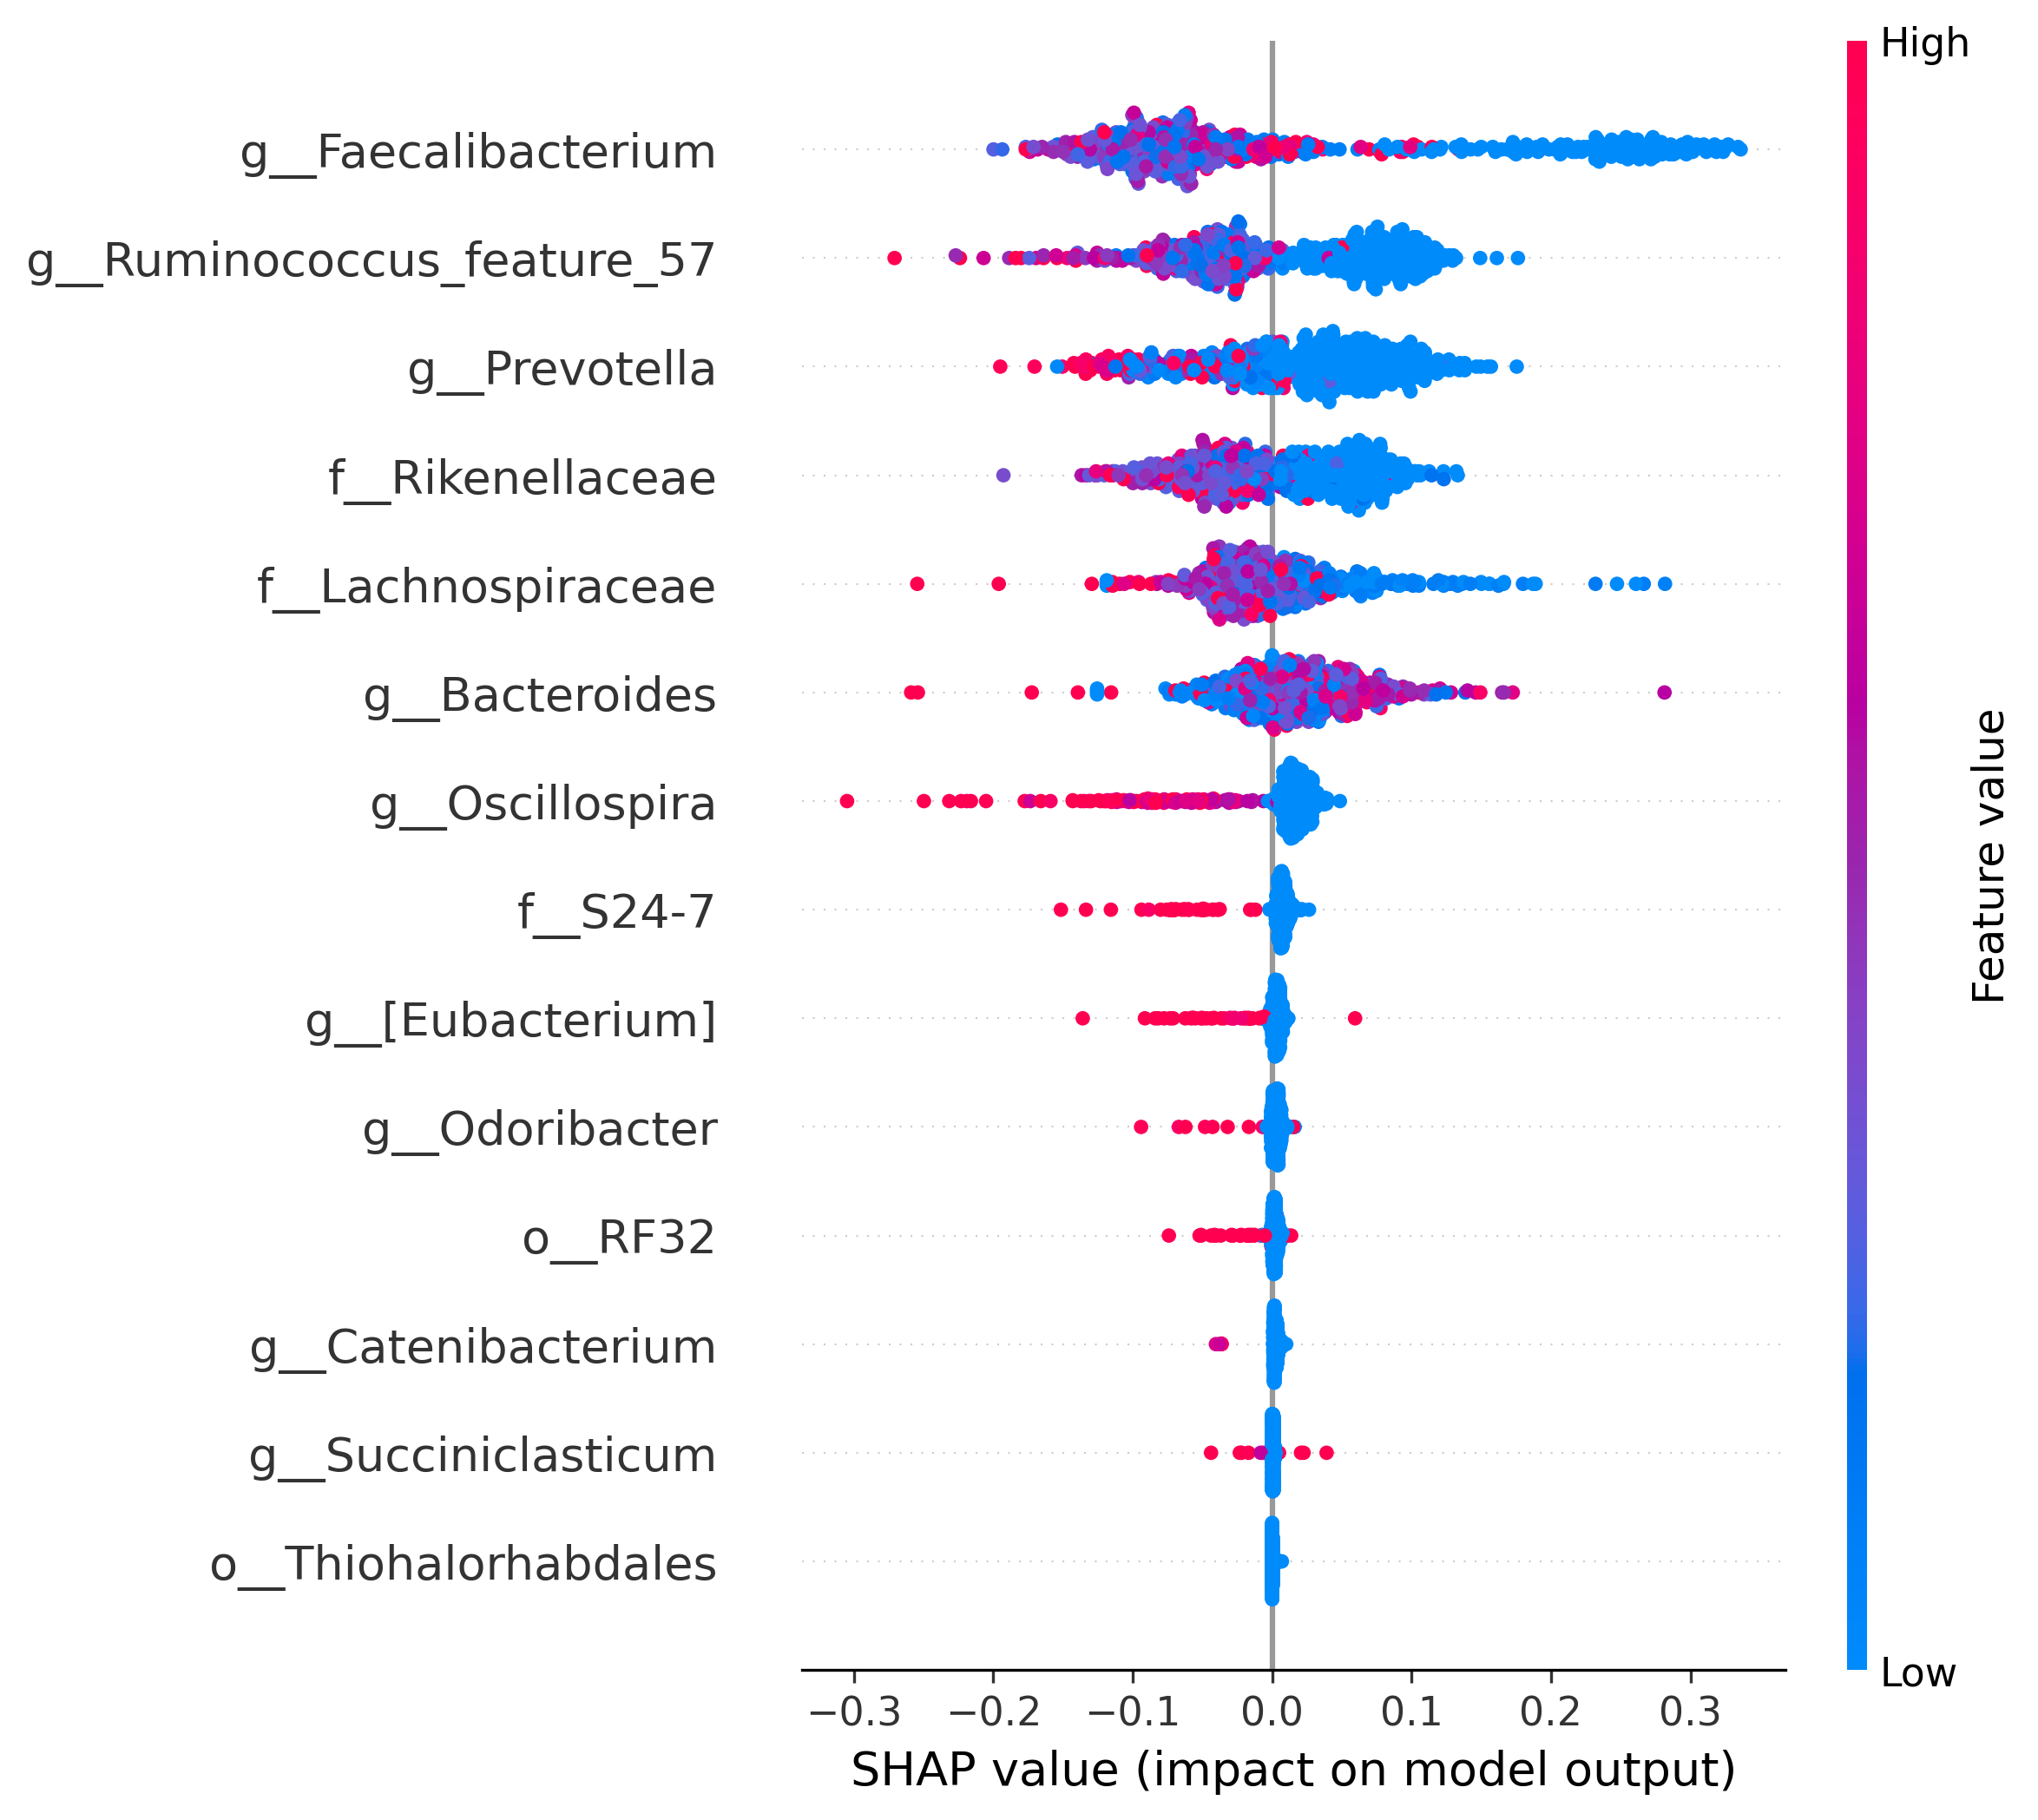 High
g__Faecalibacterium
g__Ruminococcus_feature_57
g__Prevotella
f__Rikenellaceae
f__Lachnospiraceae
g__Bacteroides
g__Oscillospira
f__S24-7
g__[Eubacterium]
g__Odoribacter
o__RF32
g__Catenibacterium
g__Succiniclasticum
o__Thiohalorhabdales
Feature value
Low
−0.3 −0.2 −0.1 0.0 0.1 0.2 0.3
SHAP value (impact on model output)